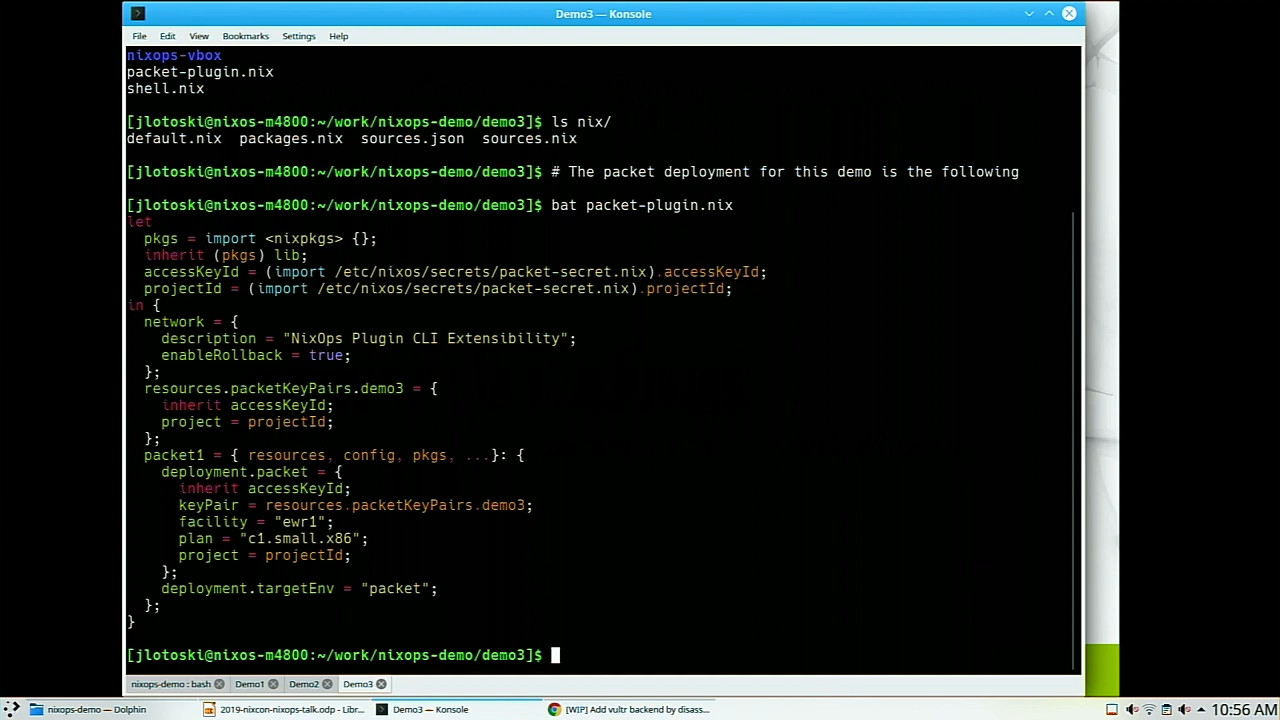 Demo3 — Konsole
File Edit View Bookmarks Settings Help
nixops-vbox
packet-plugin.nix
shell.nix
[jlotoski@nixos-m4800:~/work/nixops-demo/demo3]$ ls nix/
default.nix  packages.nix  sources.json  sources.nix
[jlotoski@nixos-m4800:~/work/nixops-demo/demo3]$ # The packet deployment for this demo is the following
[jlotoski@nixos-m4800:~/work/nixops-demo/demo3]$ bat packet-plugin.nix
let
  pkgs = import <nixpkgs> {};
  inherit (pkgs) lib;
  accessKeyId = (import /etc/nixos/secrets/packet-secret.nix).accessKeyId;
  projectId = (import /etc/nixos/secrets/packet-secret.nix).projectId;
in {
  network = {
    description = "NixOps Plugin CLI Extensibility";
    enableRollback = true;
  };
  resources.packetKeyPairs.demo3 = {
    inherit accessKeyId;
    project = projectId;
  };
  packet1 = { resources, config, pkgs, ...}: {
    deployment.packet = {
      inherit accessKeyId;
      keyPair = resources.packetKeyPairs.demo3;
      facility = "ewr1";
      plan = "c1.small.x86";
      project = projectId;
    };
    deployment.targetEnv = "packet";
  };
}
[jlotoski@nixos-m4800:~/work/nixops-demo/demo3]$
nixops-demo : bash Demo1 Demo2 Demo3
nixops-demo — Dolphin 2019-nixcon-nixops-talk.odp - Libr... Demo3 — Konsole [WIP] Add vultr backend by disass... 10:56 AM